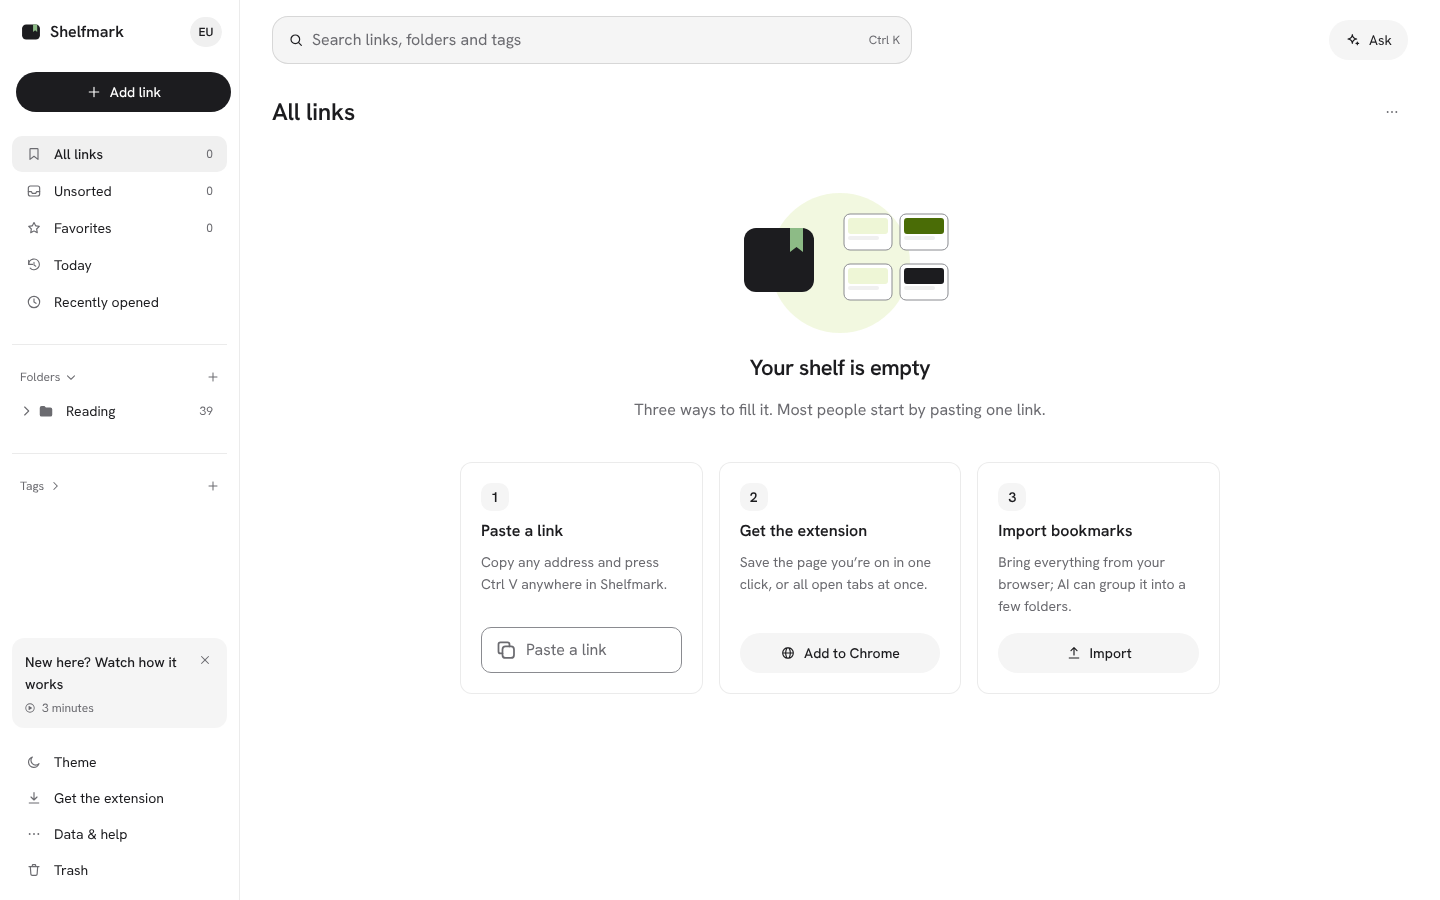 Shelfmark
EU
Add link
All links 0
Unsorted 0
Favorites 0
Today
Recently opened
Folders
Reading 39
Tags
New here? Watch how it
works
3 minutes
Theme
Get the extension
Data & help
Trash
Search links, folders and tags Ctrl K
Ask
All links
Your shelf is empty
Three ways to fill it. Most people start by pasting one link.
1
Paste a link
Copy any address and press
Ctrl V anywhere in Shelfmark.
Paste a link
2
Get the extension
Save the page you’re on in one
click, or all open tabs at once.
Add to Chrome
3
Import bookmarks
Bring everything from your
browser; AI can group it into a
few folders.
Import